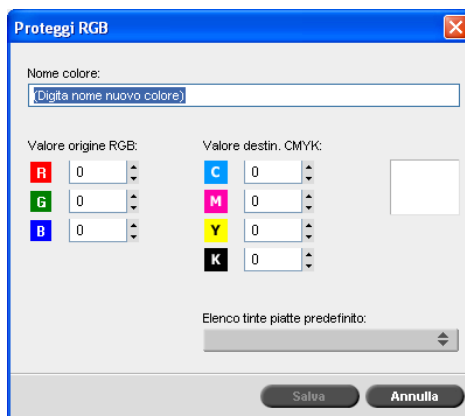 Proteggi RGB
Nome colore:
(Digita nome nuovo colore)
Valore origine RGB: Valore destin. CMYK:
R 0 C 0
G 0 M 0
B 0 Y 0
K 0
Elenco tinte piatte predefinito:
Salva Annulla